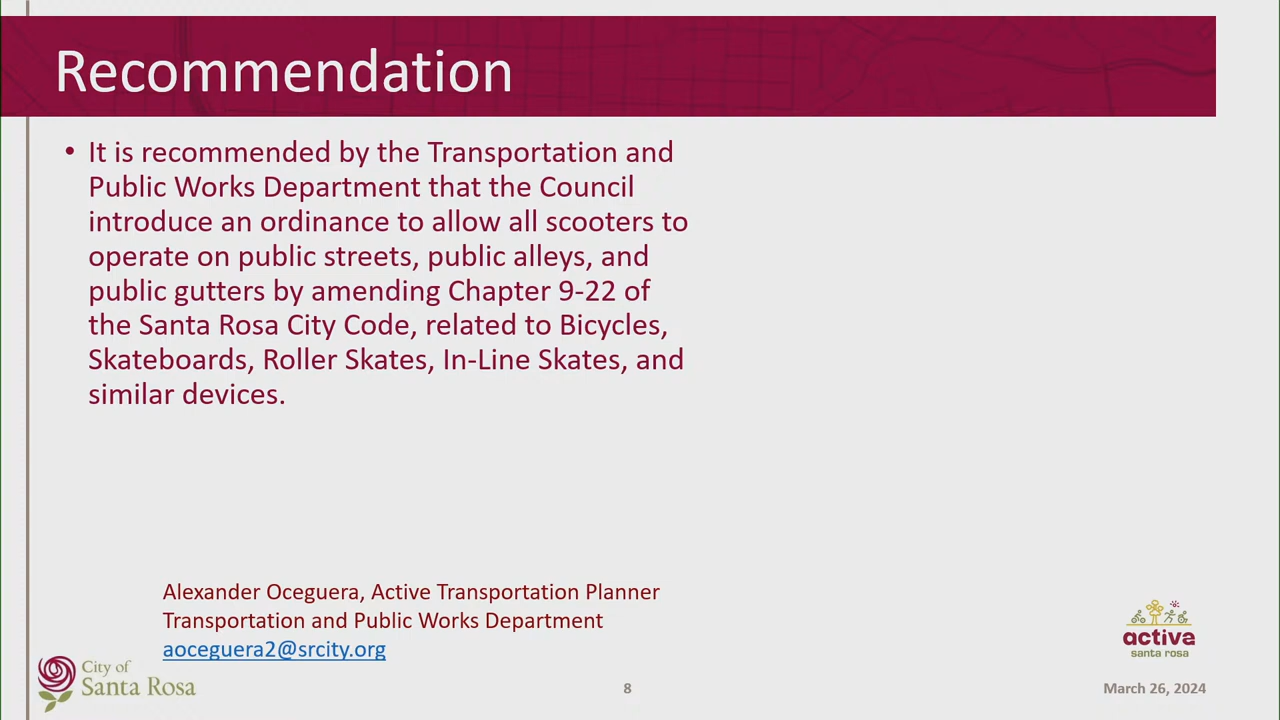 Recommendation
• It is recommended by the Transportation and
Public Works Department that the Council
introduce an ordinance to allow all scooters to
operate on public streets, public alleys, and
public gutters by amending Chapter 9-22 of
the Santa Rosa City Code, related to Bicycles,
Skateboards, Roller Skates, In-Line Skates, and
similar devices.
Alexander Oceguera, Active Transportation Planner
Transportation and Public Works Department
aoceguera2@srcity.org
City of
Santa Rosa
8
activa
santa rosa
March 26, 2024